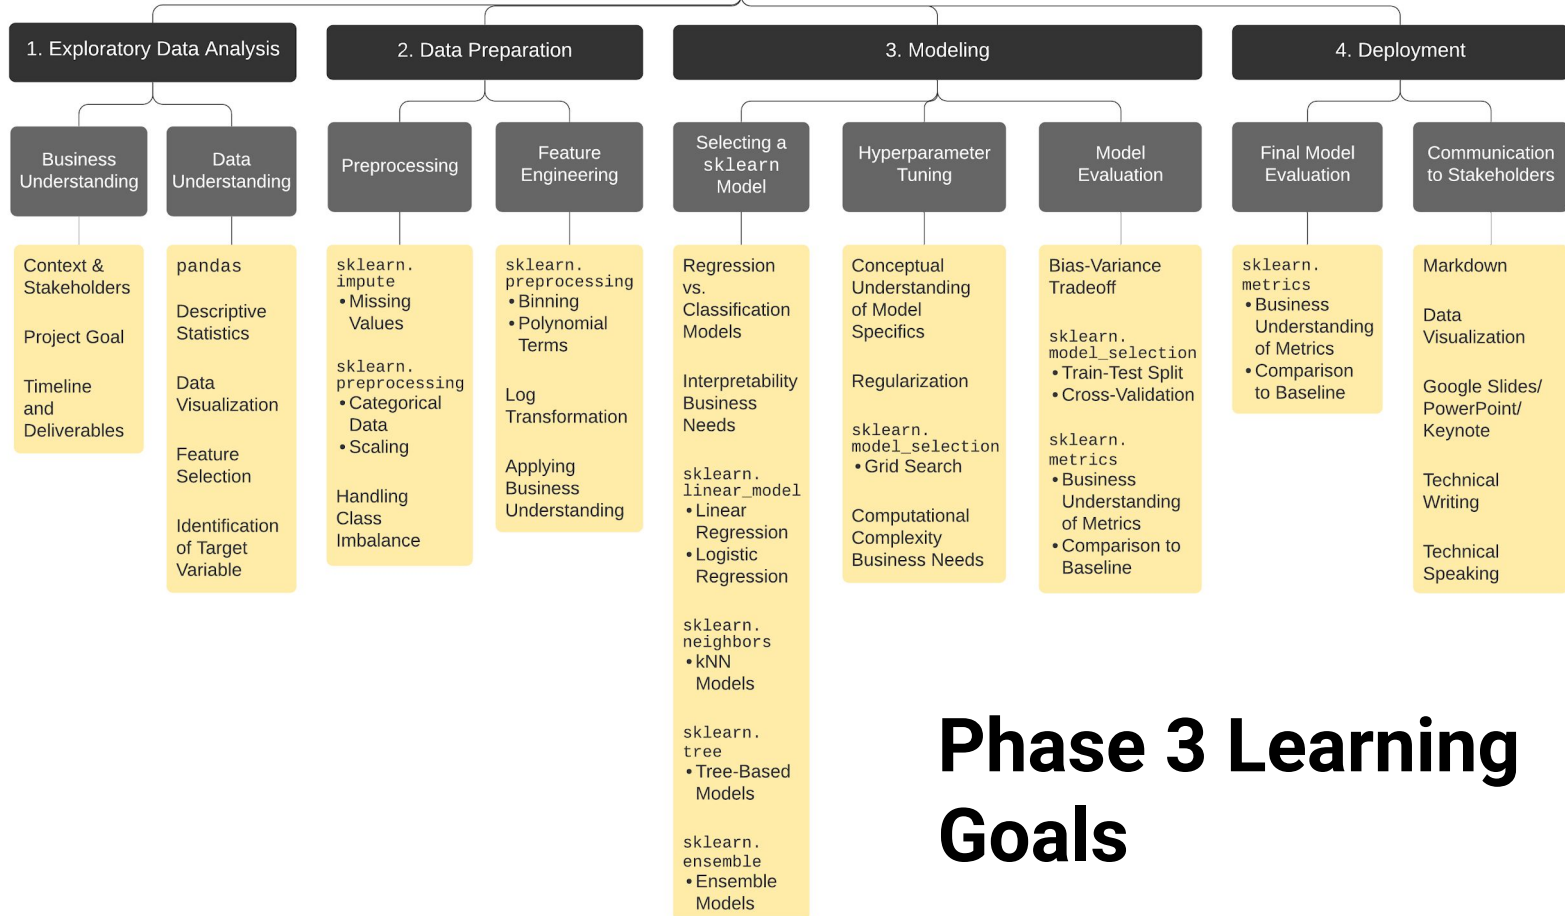 1. Exploratory Data Analysis
2. Data Preparation
3. Modeling
4. Deployment
Business
Understanding
Data
Understanding
Preprocessing
Feature
Engineering
Selecting a
sklearn
Model
Hyperparameter
Tuning
Model
Evaluation
Final Model
Evaluation
Communication
to Stakeholders
Context &
Stakeholders
Project Goal
Timeline
and
Deliverables
pandas
Descriptive
Statistics
Data
Visualization
Feature
Selection
Identification
of Target
Variable
sklearn.
impute
• Missing
Values
sklearn.
preprocessing
• Categorical
Data
• Scaling
Handling
Class
Imbalance
sklearn.
preprocessing
• Binning
• Polynomial
Terms
Log
Transformation
Applying
Business
Understanding
Regression
vs.
Classification
Models
Interpretability
Business
Needs
sklearn.
linear_model
• Linear
Regression
• Logistic
Regression
sklearn.
neighbors
• kNN
Models
sklearn.
tree
• Tree-Based
Models
sklearn.
ensemble
• Ensemble
Models
Conceptual
Understanding
of Model
Specifics
Regularization
sklearn.
model_selection
• Grid Search
Computational
Complexity
Business Needs
Bias-Variance
Tradeoff
sklearn.
model_selection
• Train-Test Split
• Cross-Validation
sklearn.
metrics
• Business
Understanding
of Metrics
• Comparison to
Baseline
sklearn.
metrics
• Business
Understanding
of Metrics
• Comparison
to Baseline
Markdown
Data
Visualization
Google Slides/
PowerPoint/
Keynote
Technical
Writing
Technical
Speaking
Phase 3 Learning
Goals